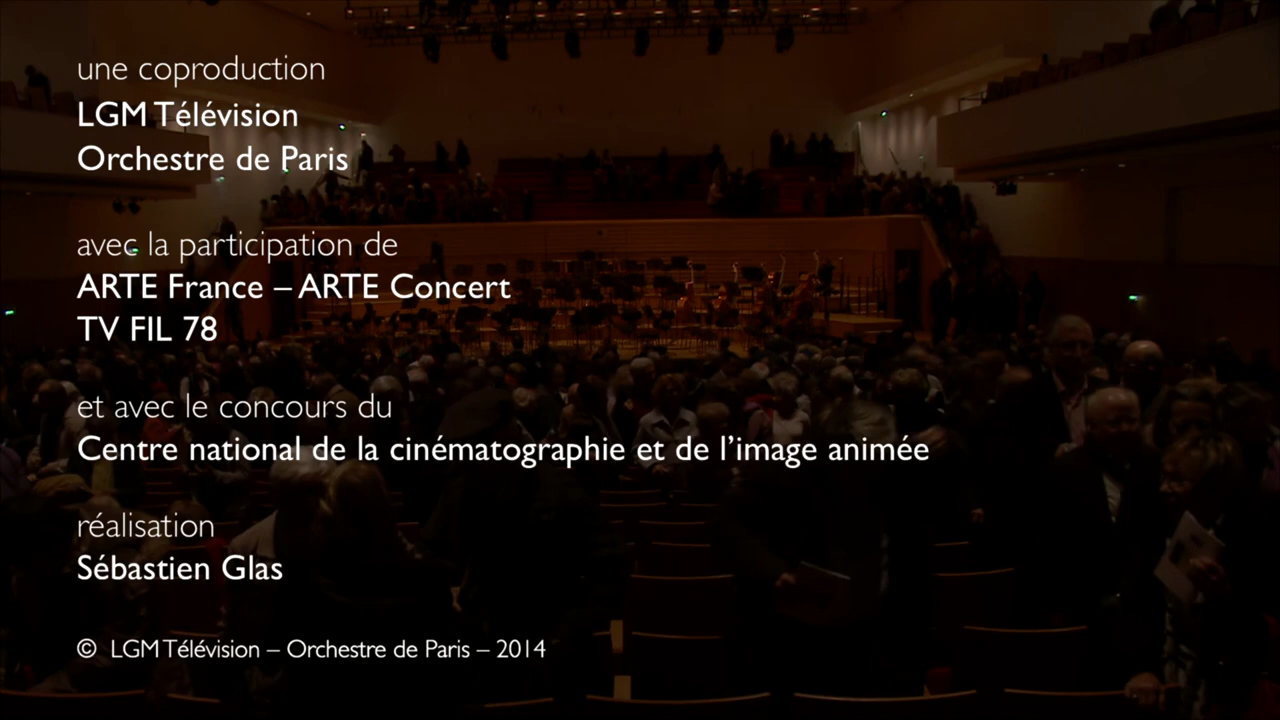 une coproduction
LGM Télévision
Orchestre de Paris
avec la participation de
ARTE France – ARTE Concert
TV FIL 78
et avec le concours du
Centre national de la cinématographie et de l’image animée
réalisation
Sébastien Glas
© LGM Télévision – Orchestre de Paris – 2014